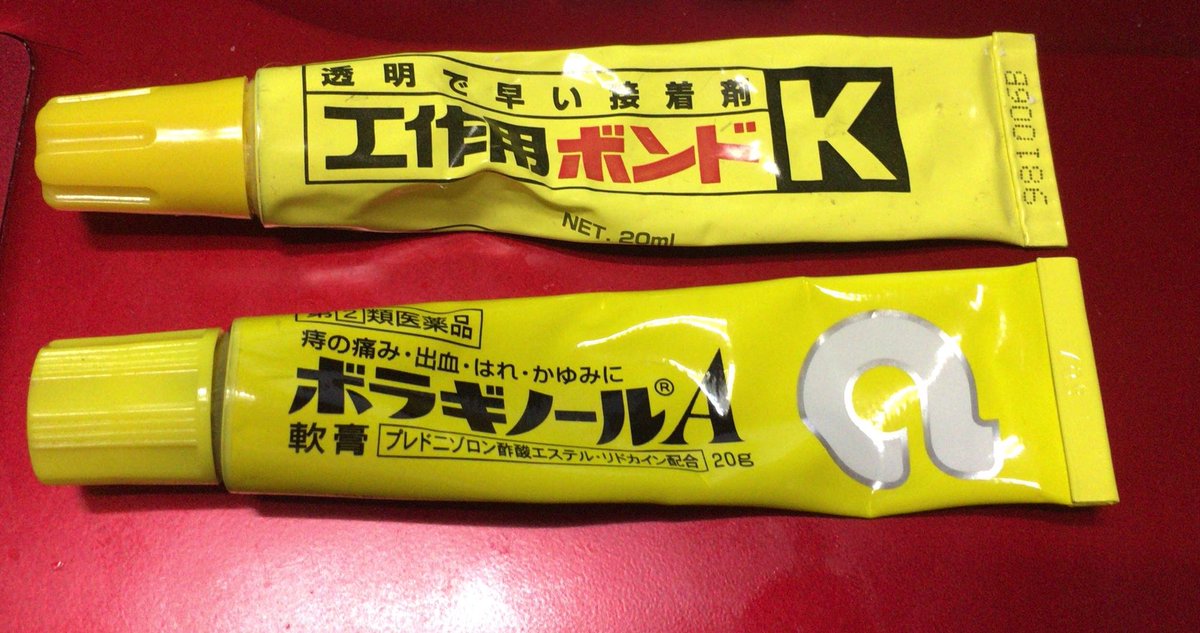 透明で早い接着剤
工作用ボンドK
NET. 20ml
8900186
第2類医薬品
痔の痛み・出血・はれ・かゆみに
ボラギノール®A
軟膏 プレドニゾロン酢酸エステル・リドカイン配合 20g